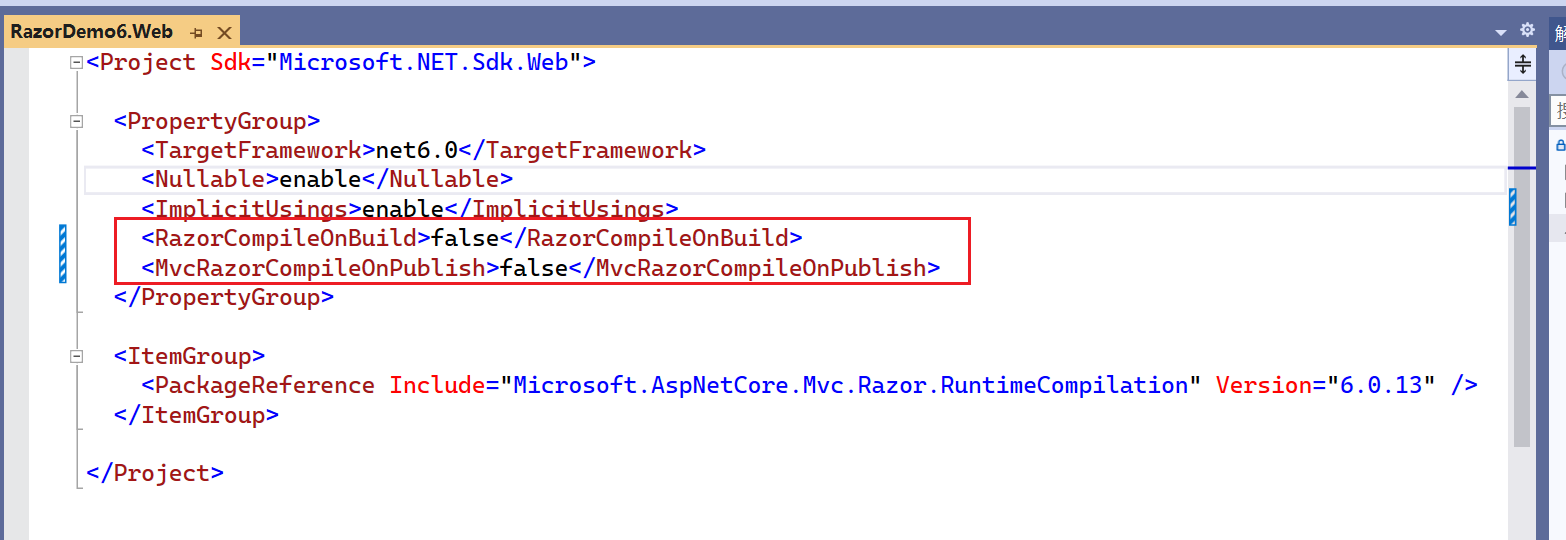 RazorDemo6.Web
解
<Project Sdk="Microsoft.NET.Sdk.Web">
<PropertyGroup>
<TargetFramework>net6.0</TargetFramework>
<Nullable>enable</Nullable>
<ImplicitUsings>enable</ImplicitUsings>
<RazorCompileOnBuild>false</RazorCompileOnBuild>
<MvcRazorCompileOnPublish>false</MvcRazorCompileOnPublish>
</PropertyGroup>
<ItemGroup>
<PackageReference Include="Microsoft.AspNetCore.Mvc.Razor.RuntimeCompilation" Version="6.0.13" />
</ItemGroup>
</Project>